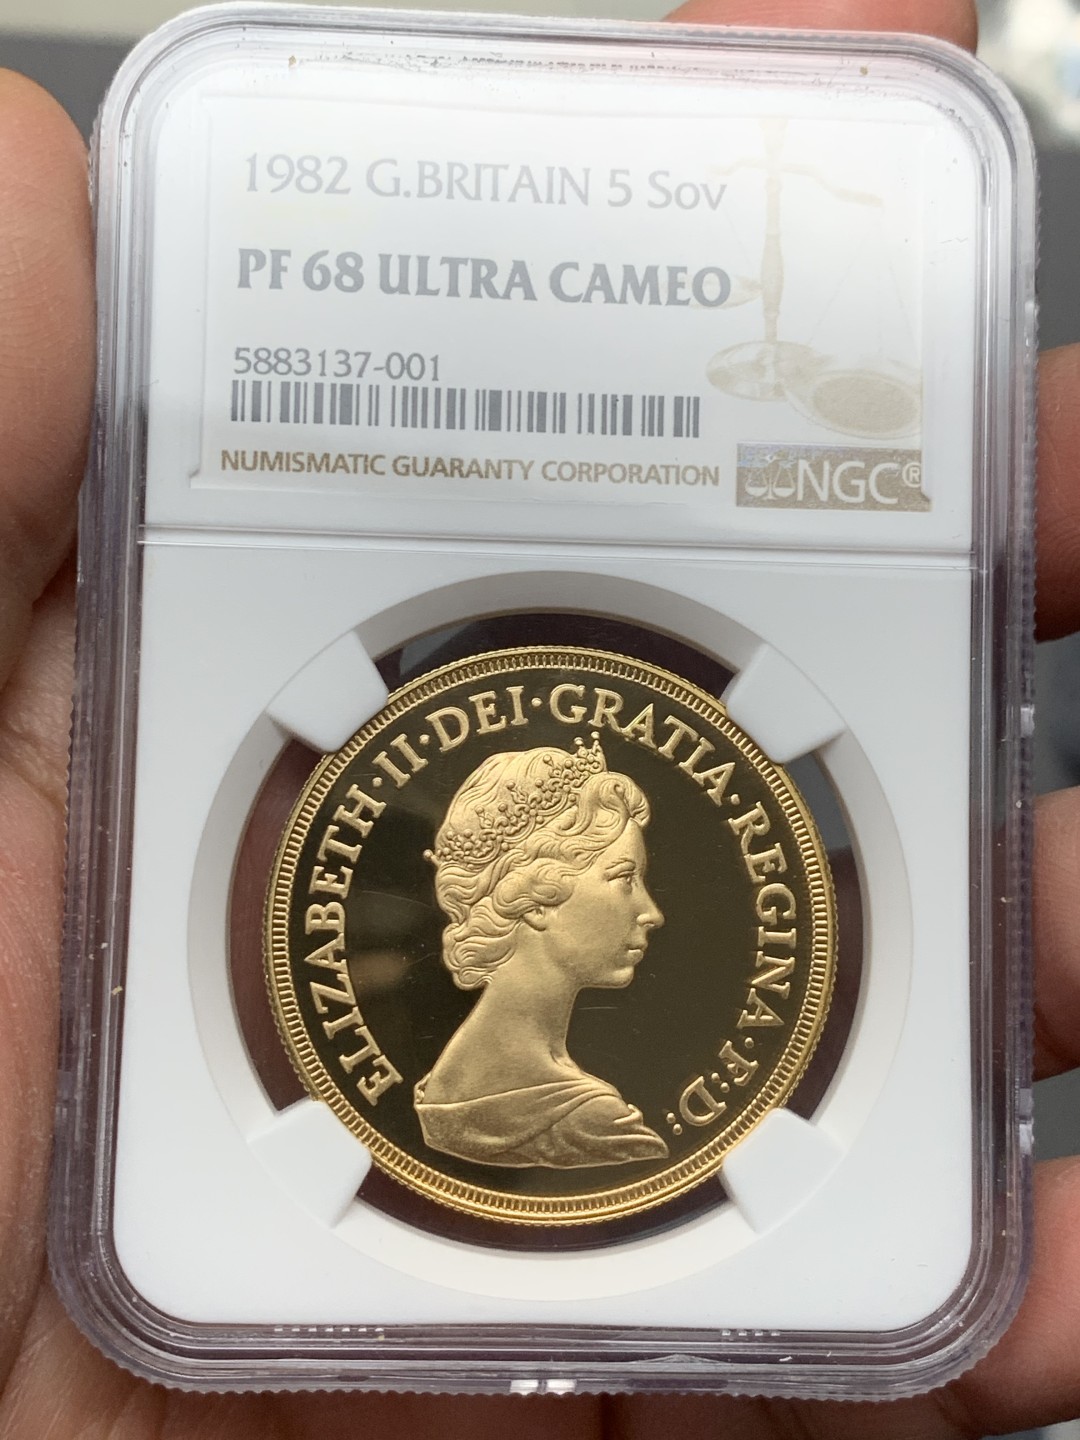 1982 G.BRITAIN 5 Sov
PF 68 ULTRA CAMEO
5883137-001
NUMISMATIC GUARANTY CORPORATION
NGC®
ELIZABETH·II·DEI·GRATIA·REGINA·F:D: